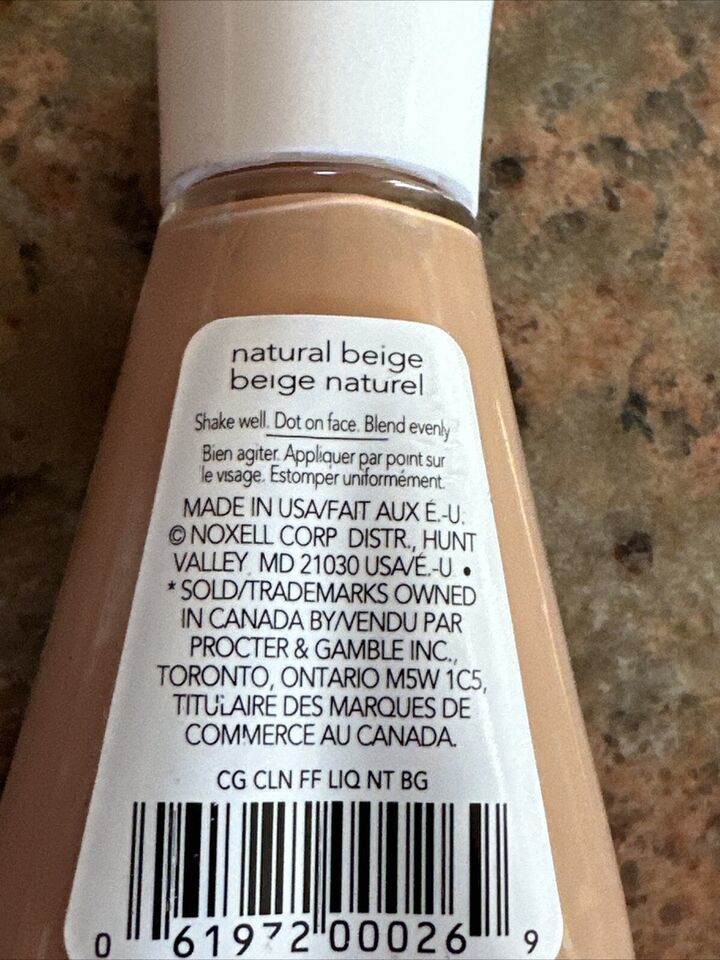 natural beige
beige naturel
Shake well. Dot on face. Blend evenly
Bien agiter. Appliquer par point sur
le visage. Estomper uniformément.
MADE IN USA/FAIT AUX É.-U.
© NOXELL CORP DISTR., HUNT
VALLEY MD 21030 USA/É.-U •
* SOLD/TRADEMARKS OWNED
IN CANADA BY/VENDU PAR
PROCTER & GAMBLE INC.,
TORONTO, ONTARIO M5W 1C5,
TITULAIRE DES MARQUES DE
COMMERCE AU CANADA.
CG CLN FF LIQ NT BG
0 61972 00026 9